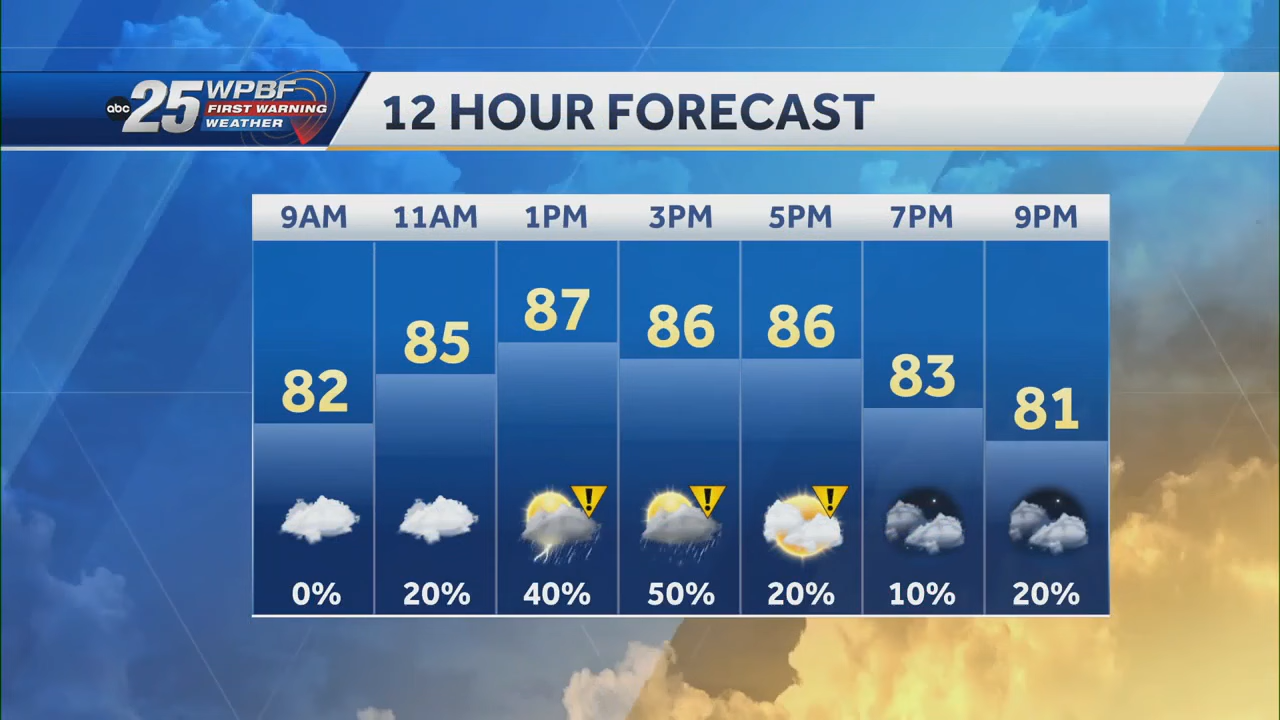 abc 25 WPBF
FIRST WARNING
WEATHER
12 HOUR FORECAST
9AM 11AM 1PM 3PM 5PM 7PM 9PM
82 85 87 86 86 83 81
! ! !
0% 20% 40% 50% 20% 10% 20%